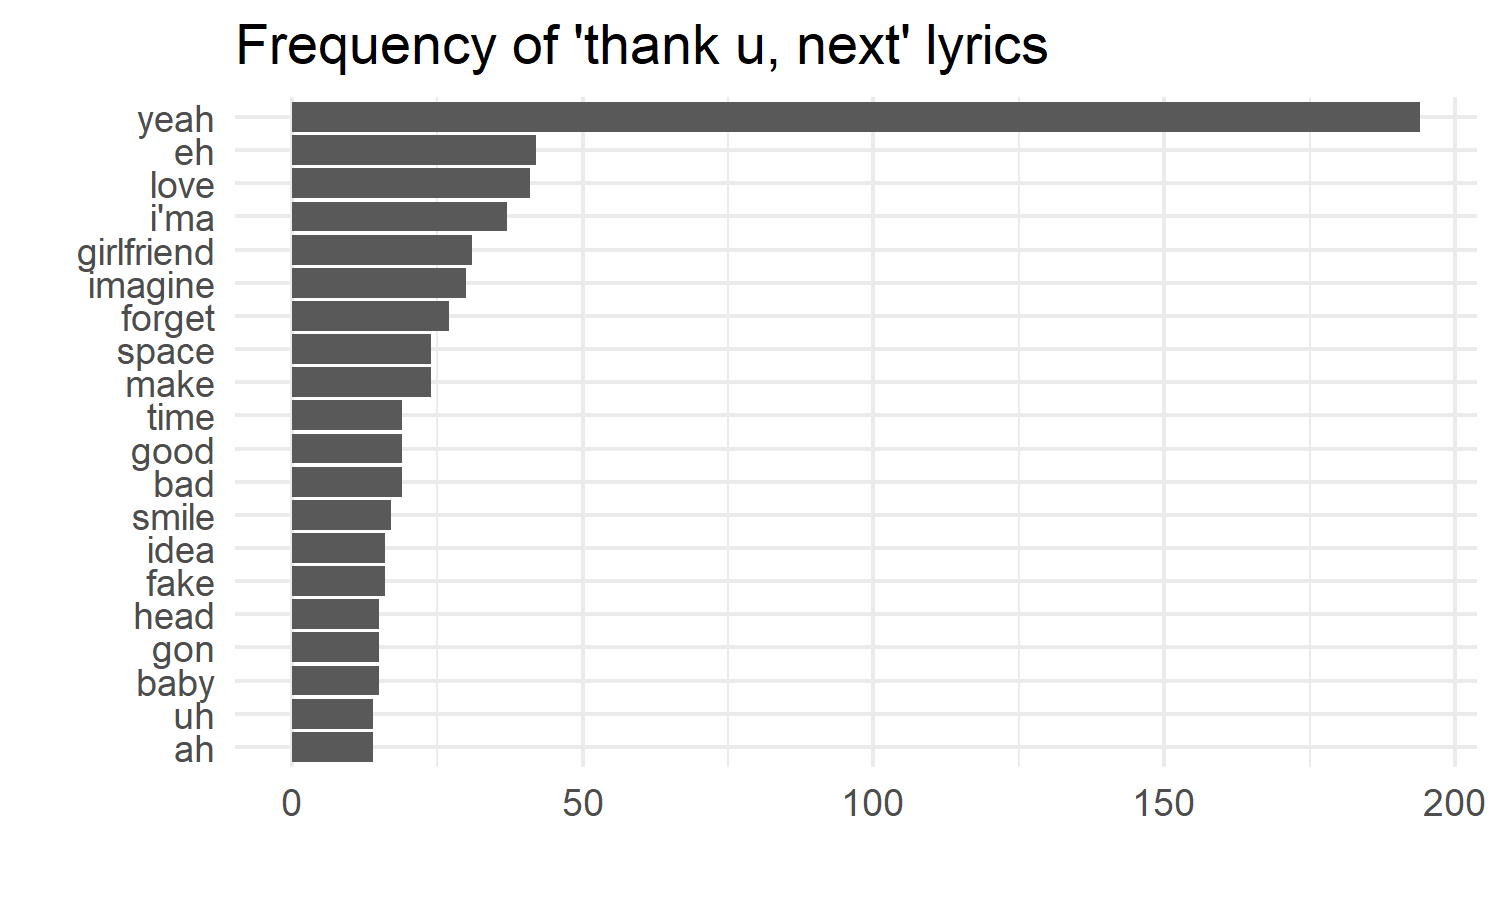 Frequency of 'thank u, next' lyrics
yeah
eh
love
i'ma
girlfriend
imagine
forget
space
make
time
good
bad
smile
idea
fake
head
gon
baby
uh
ah
0 50 100 150 200